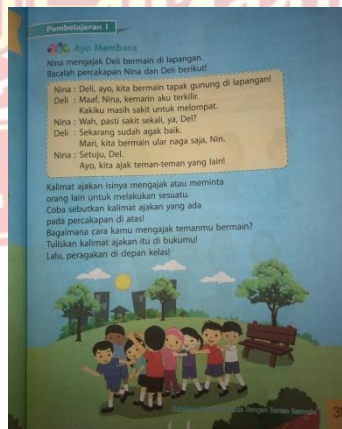 Pembelajaran 1
Ayo Membaca
Nina mengajak Deli bermain di lapangan.
Bacalah percakapan Nina dan Deli berikut!
Nina : Deli, ayo, kita bermain tapak gunung di lapangan!
Deli : Maaf, Nina, kemarin aku terkilir.
Kakiku masih sakit untuk melompat.
Nina : Wah, pasti sakit sekali, ya, Del?
Deli : Sekarang sudah agak baik.
Mari, kita bermain ular naga saja, Nin.
Nina : Setuju, Del.
Ayo, kita ajak teman-teman yang lain!
Kalimat ajakan isinya mengajak atau meminta
orang lain untuk melakukan sesuatu.
Coba sebutkan kalimat ajakan yang ada
pada percakapan di atas!
Bagaimana cara kamu mengajak temanmu bermain?
Tuliskan kalimat ajakan itu di bukumu!
Lalu, peragakan di depan kelas!
dengan Teman Bermain